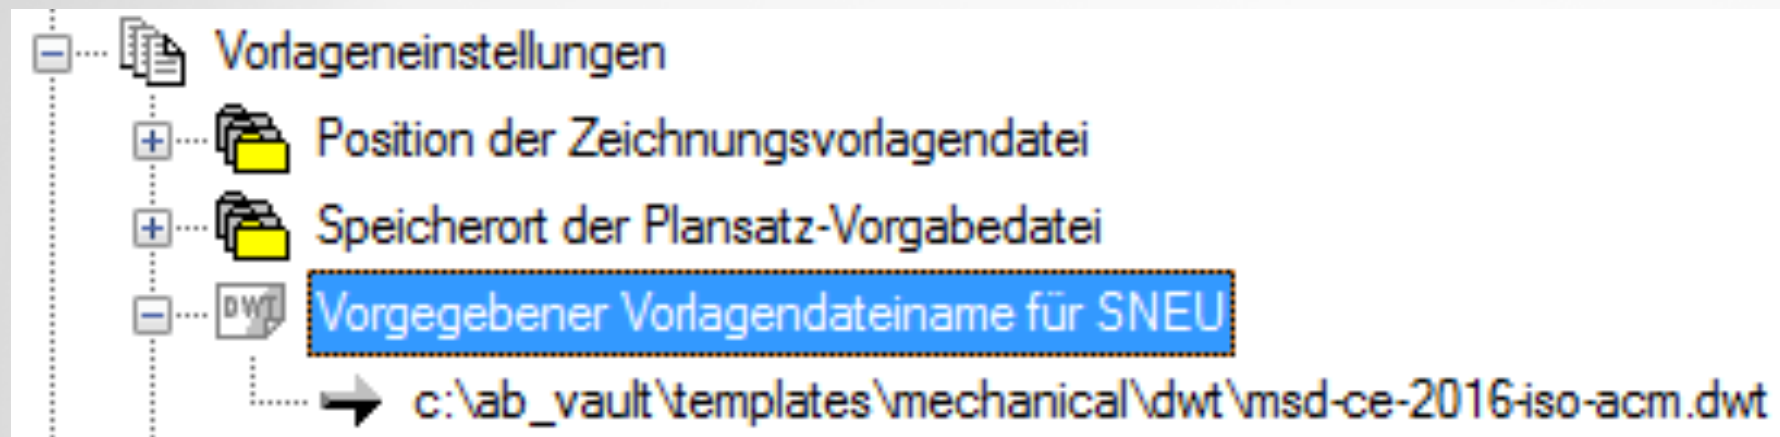 Vorlageneinstellungen
Position der Zeichnungsvorlagendatei
Speicherort der Plansatz-Vorgabedatei
DWT Vorgegebener Vorlagendateiname für SNEU
c:\ab_vault\templates\mechanical\dwt\msd-ce-2016-iso-acm.dwt